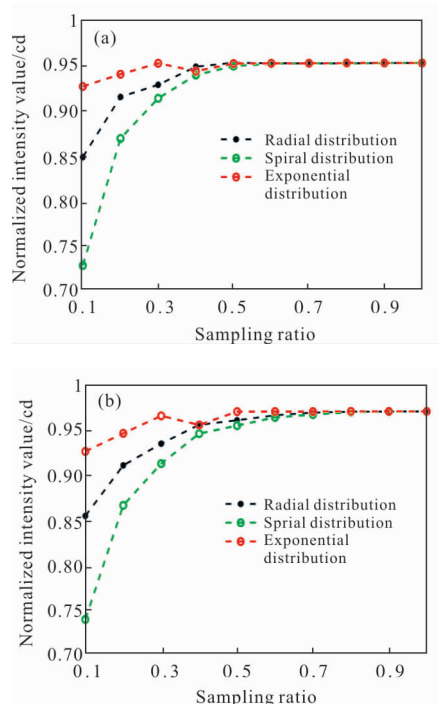 (a)
Normalized intensity value/cd
1
0.95
0.90
0.85
0.80
0.75
0.70
Radial distribution
Spiral distribution
Exponential
distribution
0.1 0.3 0.5 0.7 0.9
Sampling ratio
(b)
Normalized intensity value/cd
1
0.95
0.90
0.85
0.80
0.75
0.70
Radial distribution
Sprial distribution
Exponential
distribution
0.1 0.3 0.5 0.7 0.9
Sampling ratio